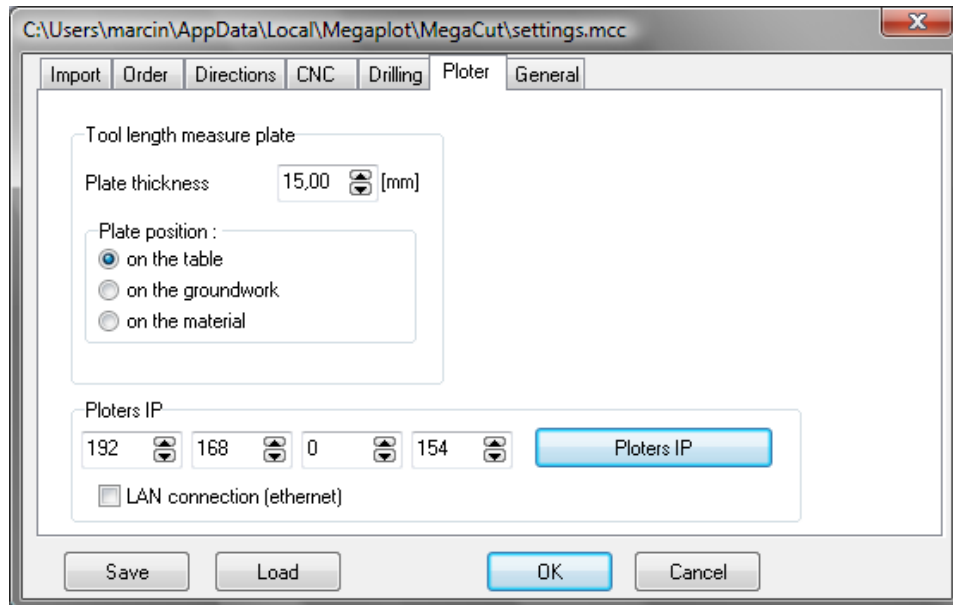 C:\Users\marcin\AppData\Local\Megaplot\MegaCut\settings.mcc
Import Order Directions CNC Drilling Ploter General
Tool length measure plate
Plate thickness 15,00 [mm]
Plate position :
on the table
on the groundwork
on the material
Ploters IP
192 168 0 154 Ploters IP
LAN connection (ethernet)
Save Load OK Cancel